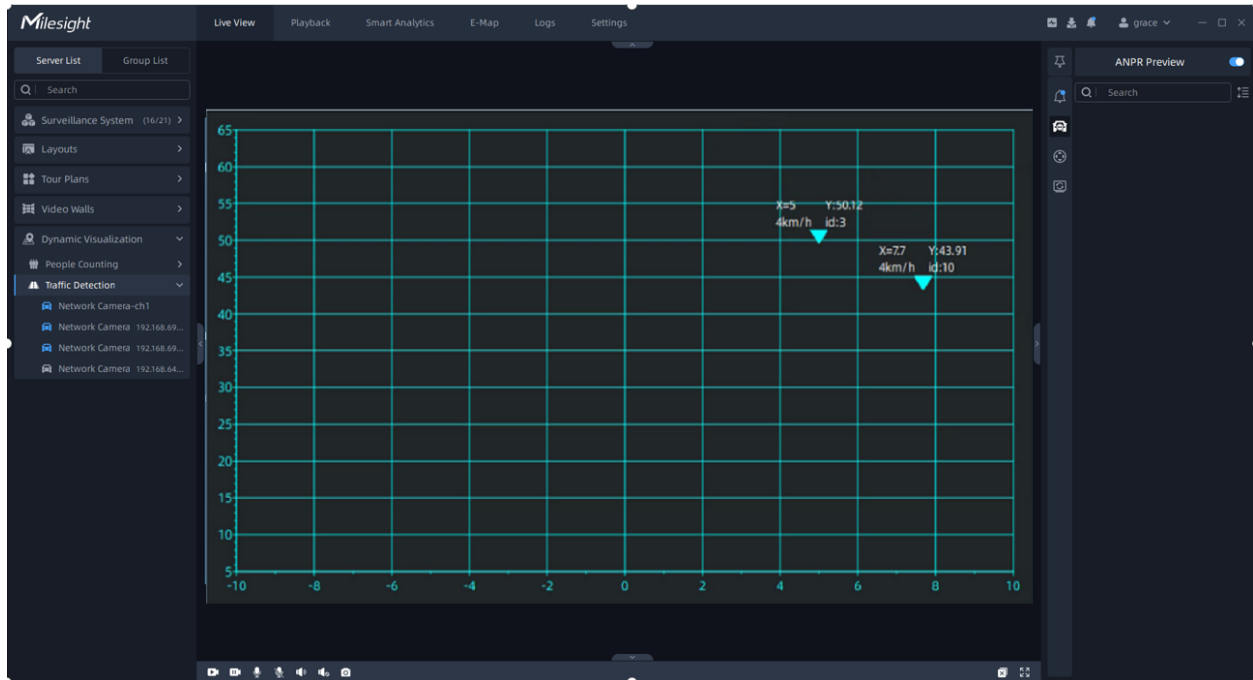 Milesight
Live View Playback Smart Analytics E-Map Logs Settings
grace
Server List Group List
Search
Surveillance System (16/21)
Layouts
Tour Plans
Video Walls
Dynamic Visualization
People Counting
Traffic Detection
Network Camera-ch1
Network Camera 192.168.69...
Network Camera 192.168.69...
Network Camera 192.168.64...
65
60
55
50
45
40
35
30
25
20
15
10
5
X=5 Y:50.12
4km/h id:3
X=7.7 Y:43.91
4km/h id:10
-10 -8 -6 -4 -2 0 2 4 6 8 10
ANPR Preview
Search